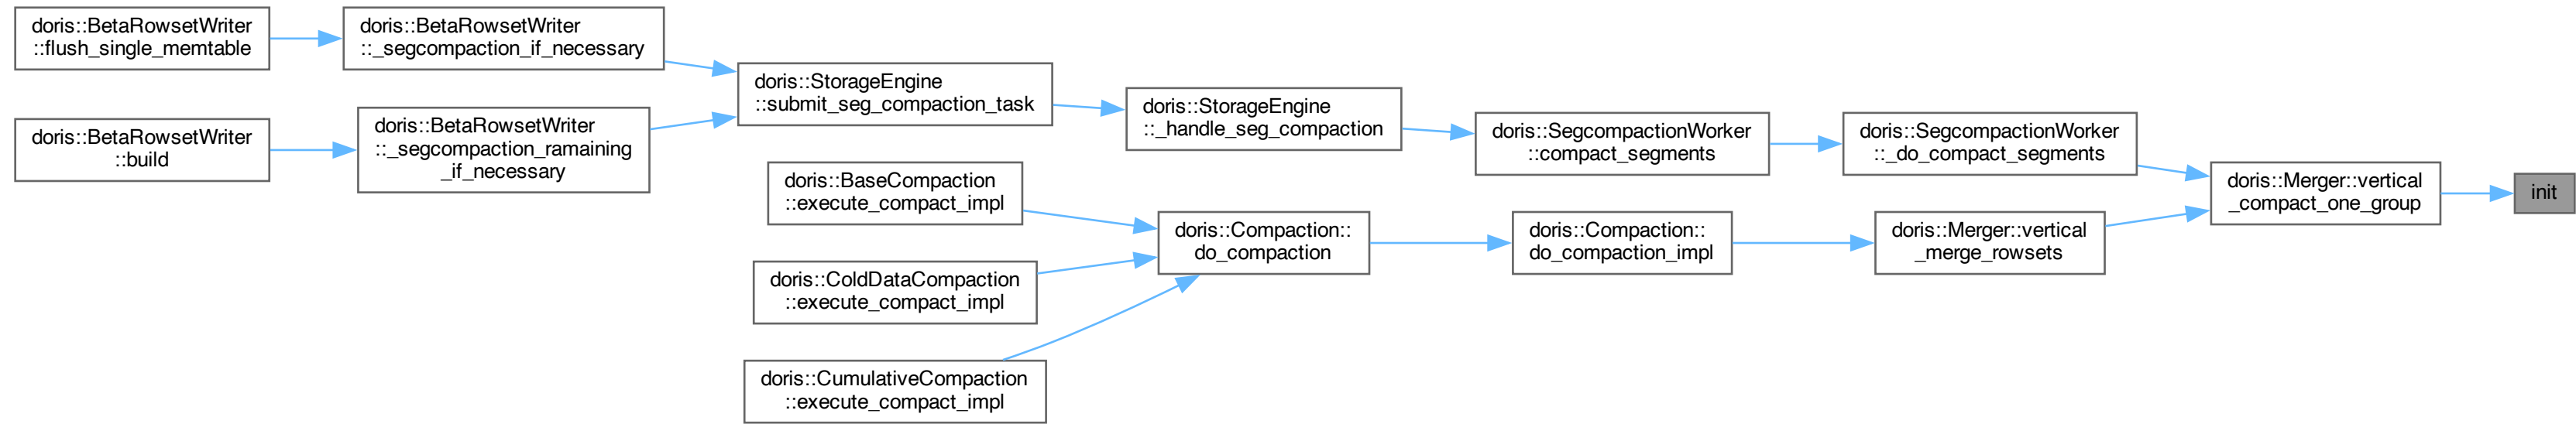 doris::BetaRowsetWriter
::flush_single_memtable
doris::BetaRowsetWriter
::_segcompaction_if_necessary
doris::BetaRowsetWriter
::build
doris::BetaRowsetWriter
::_segcompaction_ramaining
_if_necessary
doris::StorageEngine
::submit_seg_compaction_task
doris::StorageEngine
::_handle_seg_compaction
doris::SegcompactionWorker
::compact_segments
doris::SegcompactionWorker
::_do_compact_segments
doris::BaseCompaction
::execute_compact_impl
doris::ColdDataCompaction
::execute_compact_impl
doris::CumulativeCompaction
::execute_compact_impl
doris::Compaction::
do_compaction
doris::Compaction::
do_compaction_impl
doris::Merger::vertical
_merge_rowsets
doris::Merger::vertical
_compact_one_group
init